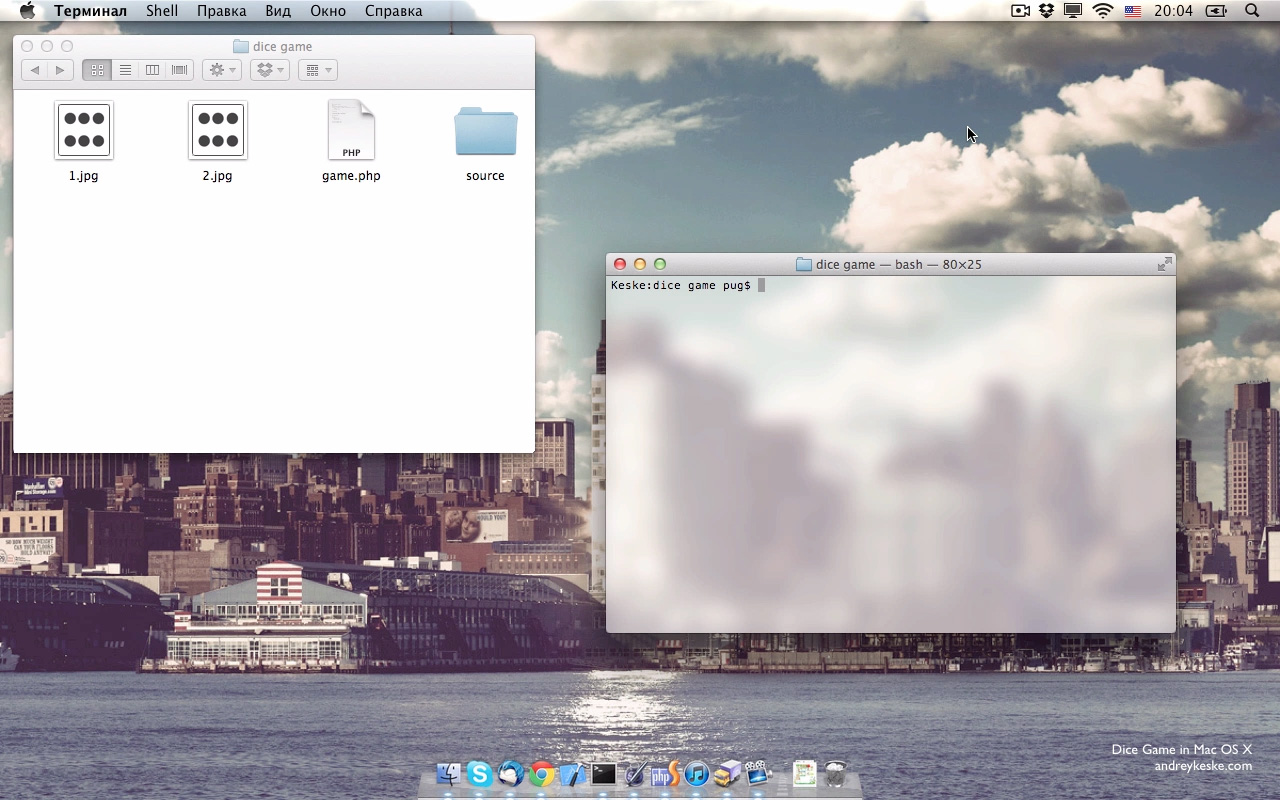 Терминал Shell Правка Вид Окно Справка 20:04
dice game
PHP
1.jpg 2.jpg game.php source
dice game — bash — 80×25
Keske:dice game pug$
php
Dice Game in Mac OS X
andreykeske.com